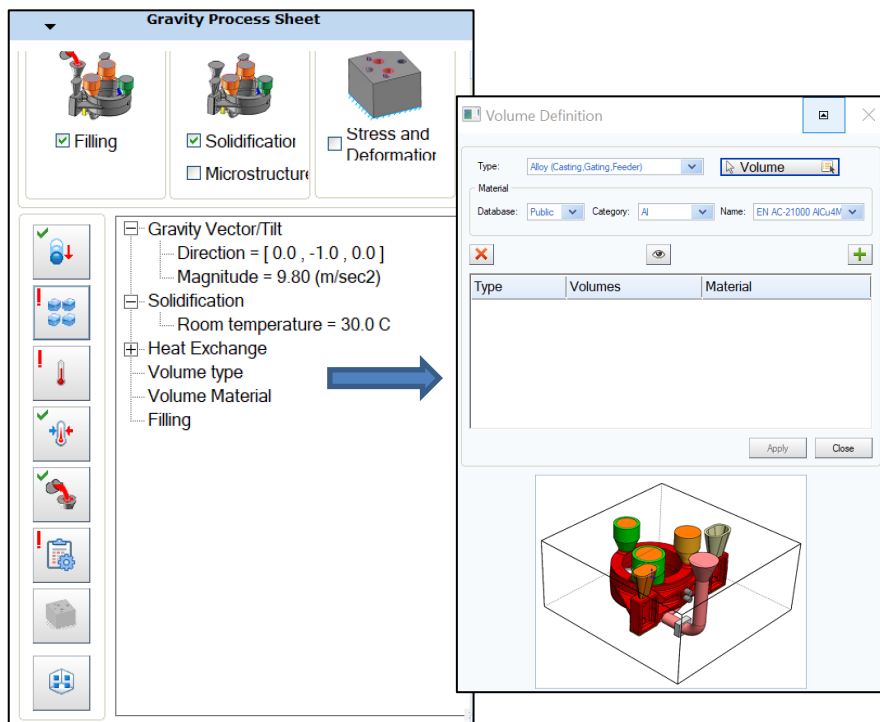 Gravity Process Sheet
Filling
Solidification
Microstructure
Stress and
Deformation
Gravity Vector/Tilt
Direction = [ 0.0 , -1.0 , 0.0 ]
Magnitude = 9.80 (m/sec2)
Solidification
Room temperature = 30.0 C
Heat Exchange
Volume type
Volume Material
Filling
Volume Definition
Type: Alloy (Casting,Gating,Feeder) Volume
Material
Database: Public Category: Al Name: EN AC-21000 AlCu4M
Type Volumes Material
Apply Close